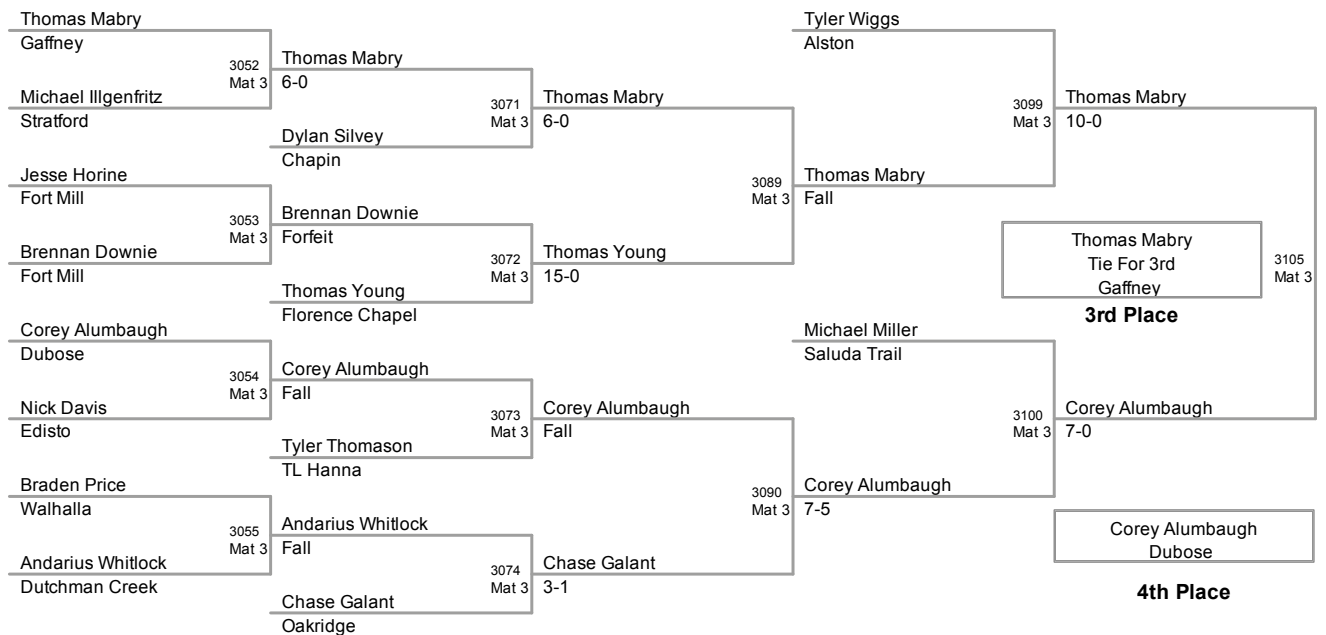 Thomas Mabry
Gaffney
3052
Mat 3
Michael Illgenfritz
Stratford
Jesse Horine
Fort Mill
3053
Mat 3
Brennan Downie
Fort Mill
Corey Alumbaugh
Dubose
3054
Mat 3
Nick Davis
Edisto
Braden Price
Walhalla
3055
Mat 3
Andarius Whitlock
Dutchman Creek
Thomas Mabry
6-0
3071
Mat 3
Dylan Silvey
Chapin
Brennan Downie
Forfeit
3072
Mat 3
Thomas Young
Florence Chapel
Corey Alumbaugh
Fall
3073
Mat 3
Tyler Thomason
TL Hanna
Andarius Whitlock
Fall
3074
Mat 3
Chase Galant
Oakridge
Thomas Mabry
6-0
3089
Mat 3
Thomas Young
15-0
Corey Alumbaugh
Fall
3090
Mat 3
Chase Galant
3-1
Tyler Wiggs
Alston
3099
Mat 3
Thomas Mabry
Fall
Michael Miller
Saluda Trail
3100
Mat 3
Corey Alumbaugh
7-5
Thomas Mabry
10-0
3105
Mat 3
Corey Alumbaugh
7-0
Thomas Mabry
Tie For 3rd
Gaffney
3rd Place
Corey Alumbaugh
Dubose
4th Place